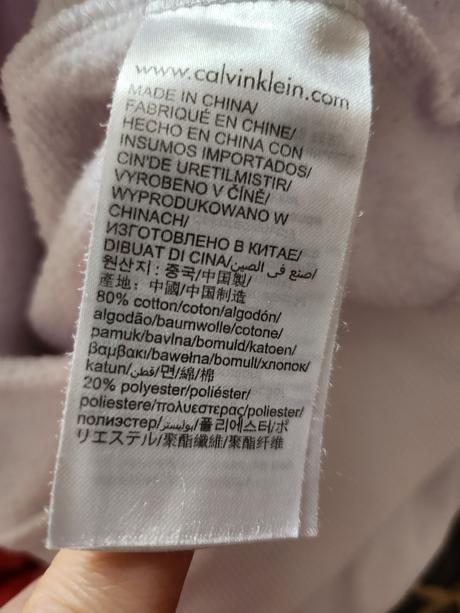 www.calvinklein.com
MADE IN CHINA/
FABRIQUÉ EN CHINE/
HECHO EN CHINA CON
INSUMOS IMPORTADOS/
CIN'DE URETILMISTIR/
VYROBENO V ČÍNĚ/
WYPRODUKOWANO W
CHINACH/
ИЗГОТОВЛЕНО В КИТАЕ/
DIBUAT DI CINA/اصنع في الصين/
원산지 : 중국/中国製/
產地：中國/中国制造
80% cotton/coton/algodón/
algodão/baumwolle/cotone/
pamuk/bavlna/bomuld/katoen/
βαμβακι/bawełna/bomull/хлопок/
katun/قطن/면/綿/棉
20% polyester/poliéster/
poliestere/πολυεστερας/poliester/
полиэстер/بوليستر/폴리에스터/ポ
リエステル/聚酯纖維/聚酯纤维